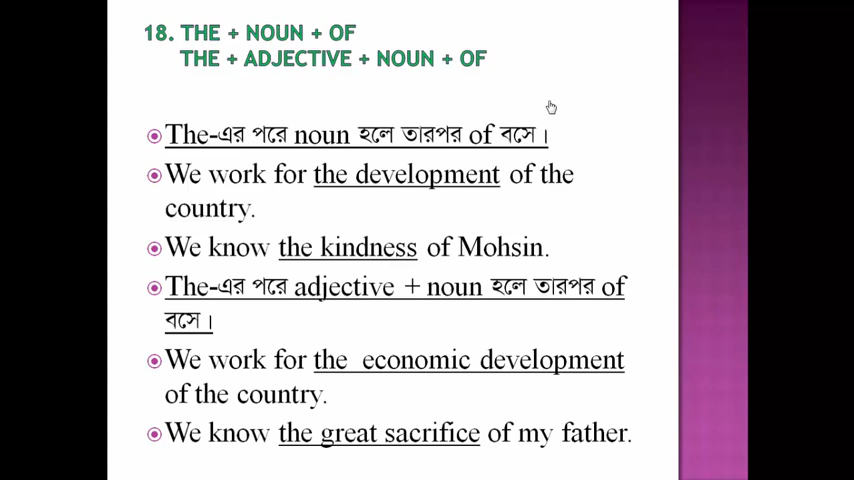 18. THE + NOUN + OF
THE + ADJECTIVE + NOUN + OF
The-এর পরে noun হলে তারপর of বসে।
We work for the development of the
country.
We know the kindness of Mohsin.
The-এর পরে adjective + noun হলে তারপর of
বসে।
We work for the economic development
of the country.
We know the great sacrifice of my father.